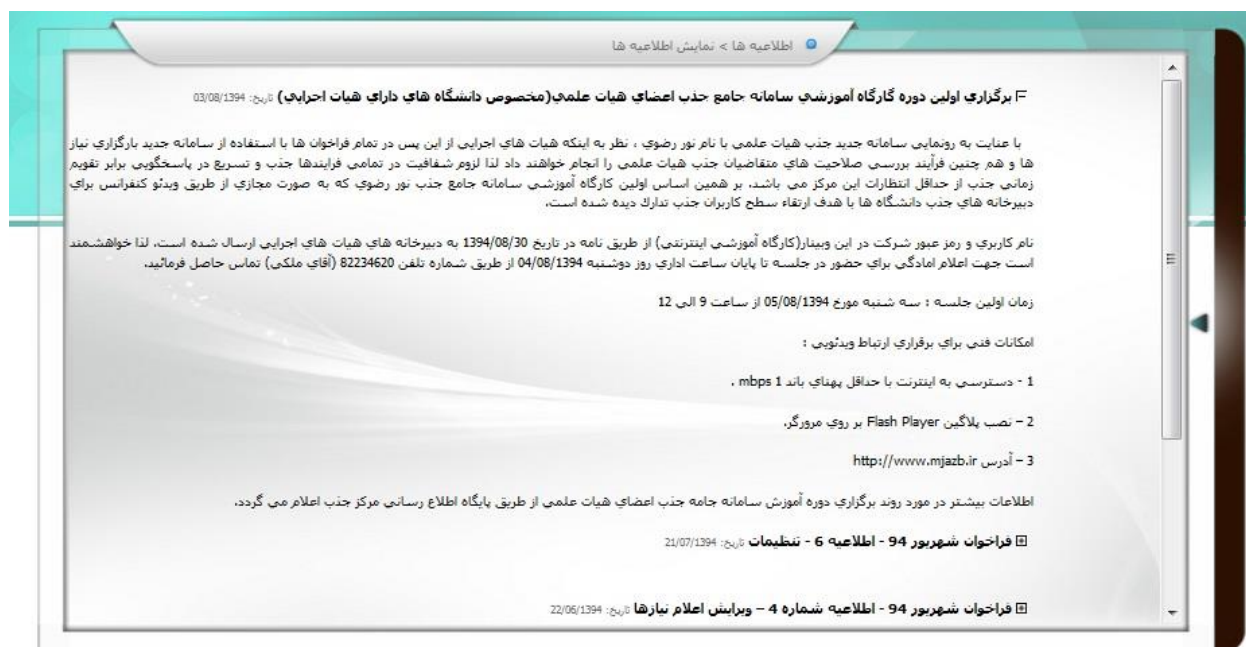 اطلاعیه ها > نمایش اطلاعیه ها
برگزاري اولين دوره گارگاه آموزشي سامانه جامع جذب اعضاي هيات علمي(مخصوص دانشگاه هاي داراي هيات اجرايي) تاریخ: 03/08/1394
با عنايت به رونمايي سامانه جديد جذب هيات علمي با نام نور رضوي ، نظر به اينكه هيات هاي اجرايي از اين پس در تمام فراخوان ها با استفاده از سامانه جديد بارگزاري نياز
ها و هم چنين فرآيند بررسي صلاحيت هاي متقاضيان جذب هيات علمي را انجام خواهند داد لذا لزوم شفافيت در تمامي فرايندها جذب و تسريع در پاسخگويي برابر تقويم
زماني جذب از حداقل انتظارات اين مركز مي باشد. بر همين اساس اولين كارگاه آموزشي سامانه جامع جذب نور رضوي كه به صورت مجازي از طريق ويدئو كنفرانس براي
دبيرخانه هاي جذب دانشگاه ها با هدف ارتقاء سطح كاربران جذب تدارك ديده شده است.
نام كاربري و رمز عبور شركت در اين وبينار(كارگاه آموزشي اينترنتي) از طريق نامه در تاريخ 1394/08/30 به دبيرخانه هاي هيات هاي اجرايي ارسال شده است. لذا خواهشمند
است جهت اعلام امادگي براي حضور در جلسه تا پايان ساعت اداري روز دوشنبه 04/08/1394 از طريق شماره تلفن 82234620 (آقاي ملكي) تماس حاصل فرمائيد.
زمان اولين جلسه : سه شنبه مورخ 05/08/1394 از ساعت 9 الي 12
امكانات فني براي برقراري ارتباط ويدئويي :
1 - دسترسي به اينترنت با حداقل پهناي باند 1 mbps .
2 – نصب پلاگين Flash Player بر روي مرورگر.
3 – آدرس http://www.mjazb.ir
اطلاعات بيشتر در مورد روند برگزاري دوره آموزش سامانه جامه جذب اعضاي هيات علمي از طريق پايگاه اطلاع رساني مركز جذب اعلام مي گردد.
فراخوان شهریور 94 - اطلاعیه 6 - تنظیمات تاریخ: 21/07/1394
فراخوان شهریور 94 - اطلاعیه شماره 4 – ویرایش اعلام نیازها تاریخ: 22/06/1394